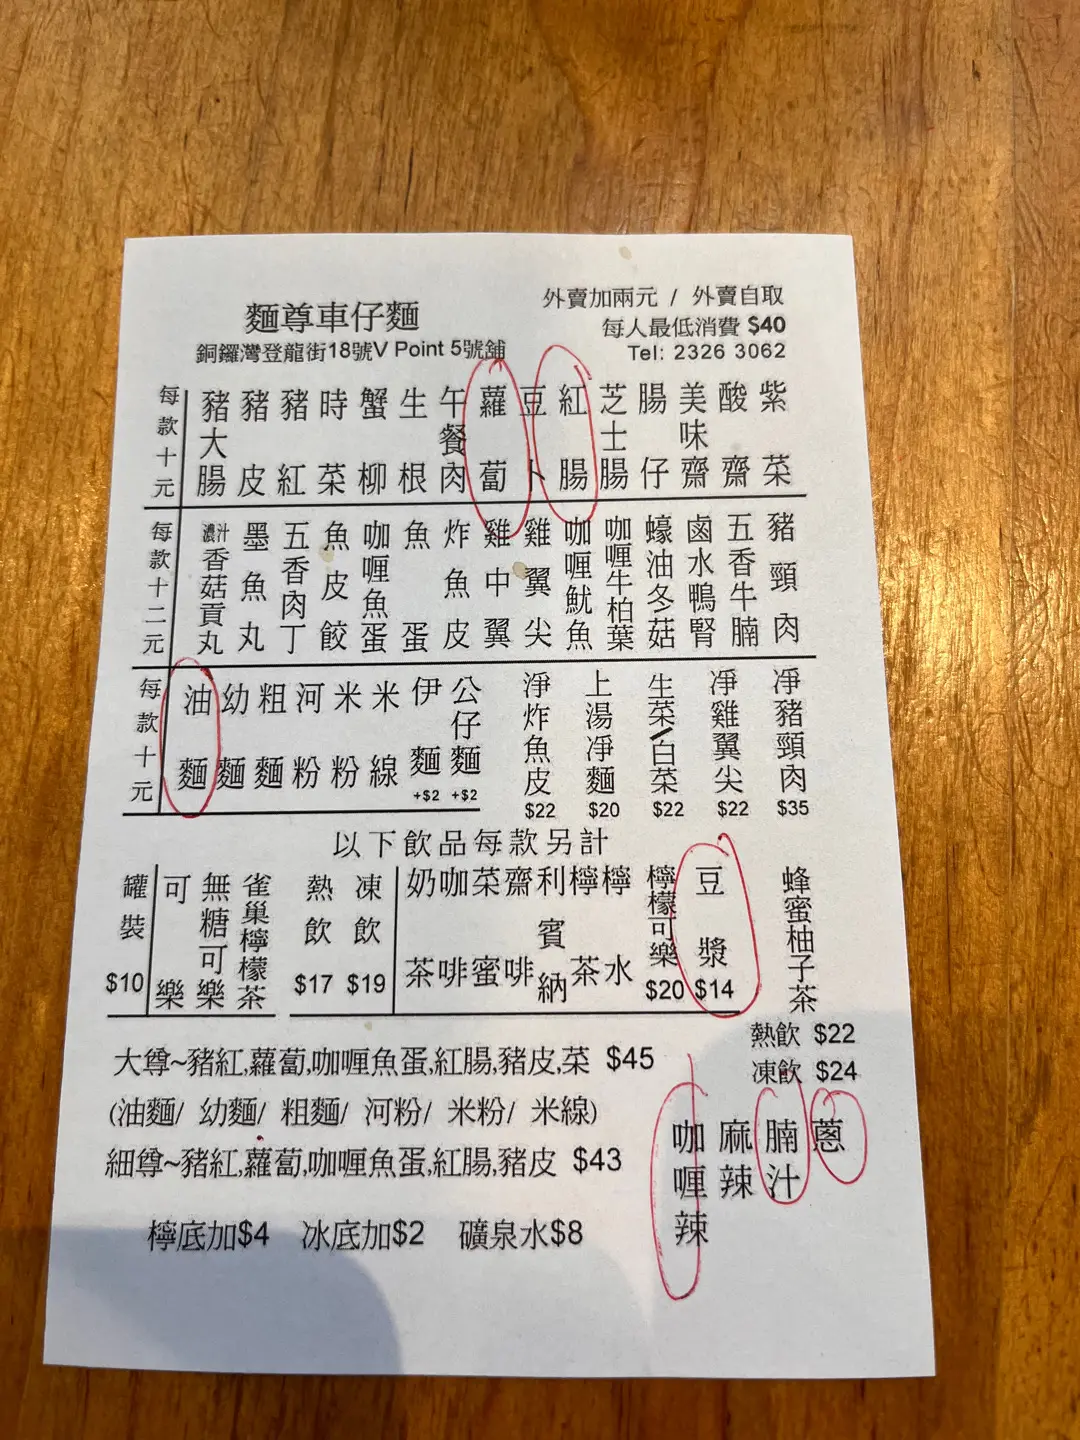 麵尊車仔麵
銅鑼灣登龍街18號V Point 5號舖
外賣加兩元 / 外賣自取
每人最低消費 $40
Tel: 2326 3062
每款十元
豬大腸
豬皮
豬紅
時菜
蟹柳
生根
午餐肉
蘿蔔
豆卜
紅腸
芝士腸
腸仔
美味齋
酸齋
紫菜
每款十二元
濃汁香菇貢丸
墨魚丸
五香肉丁
魚皮餃
咖喱魚蛋
魚蛋
炸魚皮
雞中翼
雞翼尖
咖喱魷魚
咖喱牛柏葉
蠔油冬菇
鹵水鴨腎
五香牛腩
豬頸肉
每款十元
油麵
幼麵
粗麵
河粉
米粉
米線
伊麵 +$2
公仔麵 +$2
淨炸魚皮 $22
上湯淨麵 $20
生菜/白菜 $22
淨雞翼尖 $22
淨豬頸肉 $35
以下飲品每款另計
罐裝 $10
可樂
無糖可樂
雀巢檸檬茶
熱飲 $17
凍飲 $19
奶茶
咖啡
菜蜜
齋啡
利賓納
檸茶
檸水
檸檬可樂 $20
豆漿 $14
蜂蜜柚子茶
熱飲 $22
凍飲 $24
大尊~豬紅,蘿蔔,咖喱魚蛋,紅腸,豬皮,菜 $45
(油麵/ 幼麵/ 粗麵/ 河粉/ 米粉/ 米線)
細尊~豬紅,蘿蔔,咖喱魚蛋,紅腸,豬皮 $43
咖喱辣
麻辣
腩汁
蔥
檸底加$4 冰底加$2 礦泉水$8